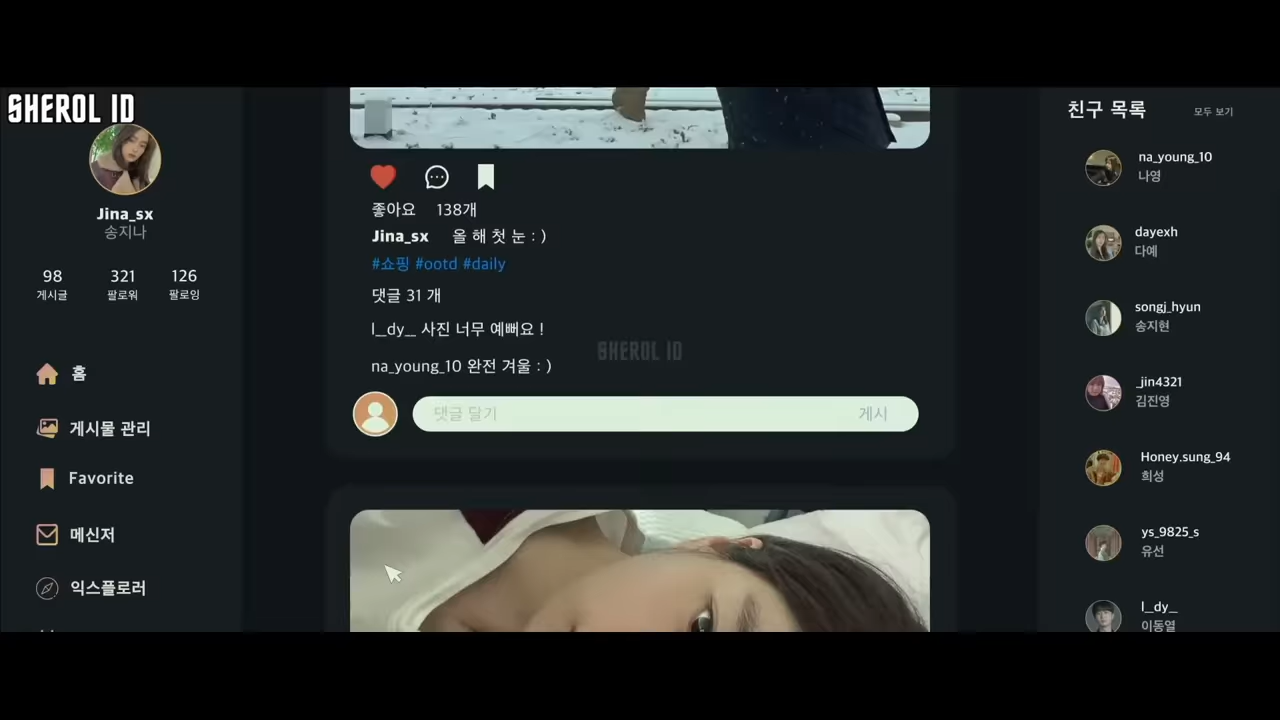 SHEROL ID
Jina_sx
송지나
98 321 126
게시글 팔로워 팔로잉
홈
게시물 관리
Favorite
메신저
익스플로러
좋아요 138개
Jina_sx 올 해 첫 눈 : )
#쇼핑 #ootd #daily
댓글 31 개
l_dy__ 사진 너무 예뻐요 !
SHEROL ID
na_young_10 완전 겨울 : )
댓글 달기 게시
친구 목록 모두 보기
na_young_10
나영
dayexh
다예
songj_hyun
송지현
_jin4321
김진영
Honey.sung_94
희성
ys_9825_s
유선
l_dy__
이동열